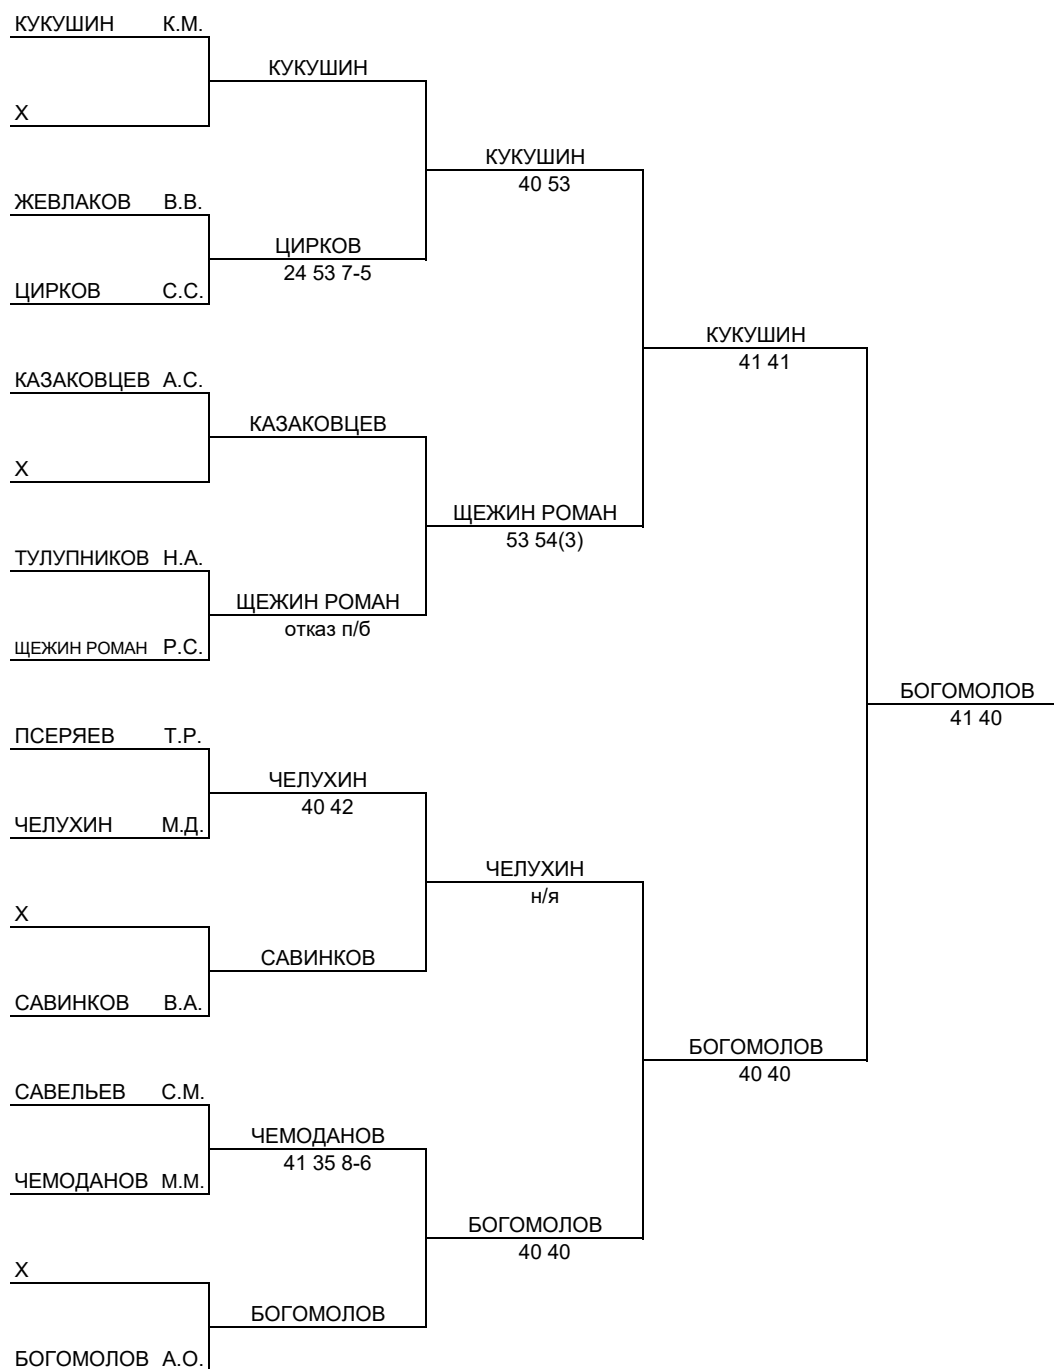 КУКУШИН К.М.
КУКУШИН
X
КУКУШИН
40 53
ЖЕВЛАКОВ В.В.
ЦИРКОВ
24 53 7-5
ЦИРКОВ С.С.
КУКУШИН
41 41
КАЗАКОВЦЕВ А.С.
КАЗАКОВЦЕВ
X
ЩЕЖИН РОМАН
53 54(3)
ТУЛУПНИКОВ Н.А.
ЩЕЖИН РОМАН
отказ п/б
ЩЕЖИН РОМАН Р.С.
БОГОМОЛОВ
41 40
ПСЕРЯЕВ Т.Р.
ЧЕЛУХИН
40 42
ЧЕЛУХИН М.Д.
ЧЕЛУХИН
н/я
X
САВИНКОВ
САВИНКОВ В.А.
БОГОМОЛОВ
40 40
САВЕЛЬЕВ С.М.
ЧЕМОДАНОВ
41 35 8-6
ЧЕМОДАНОВ М.М.
БОГОМОЛОВ
40 40
X
БОГОМОЛОВ
БОГОМОЛОВ А.О.